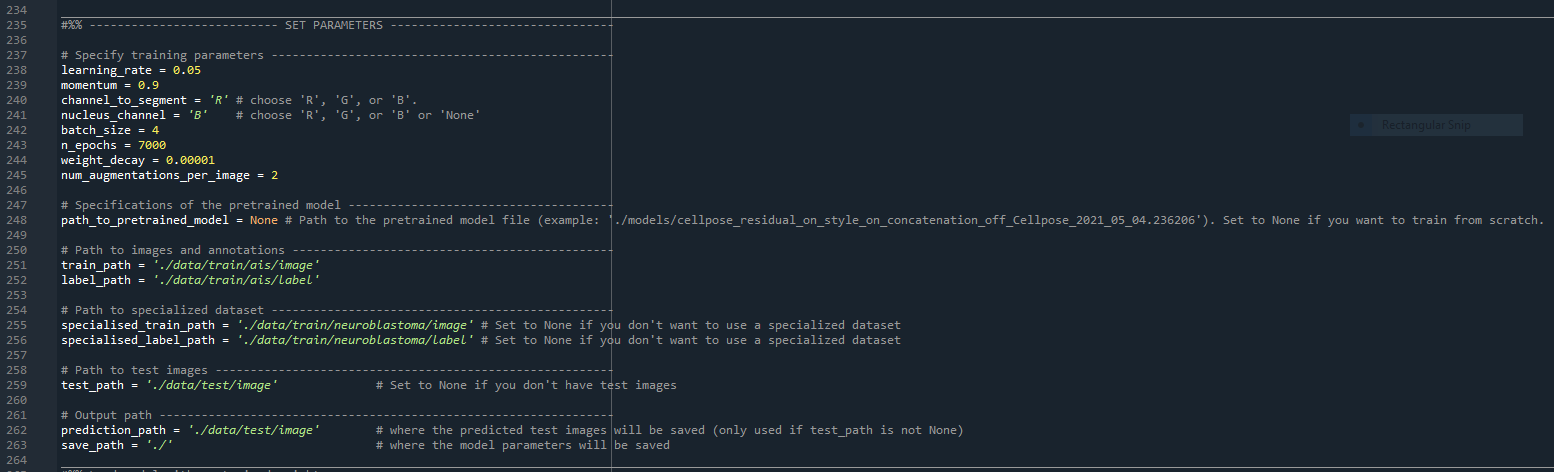 234
235 #%% --------------------------- SET PARAMETERS --------------------------------
236
237 # Specify training parameters -------------------------------------------------
238 learning_rate = 0.05
239 momentum = 0.9
240 channel_to_segment = 'R' # choose 'R', 'G', or 'B'.
241 nucleus_channel = 'B'    # choose 'R', 'G', or 'B' or 'None'
242 batch_size = 4
243 n_epochs = 7000
244 weight_decay = 0.00001
245 num_augmentations_per_image = 2
246
247 # Specifications of the pretrained model --------------------------------------
248 path_to_pretrained_model = None # Path to the pretrained model file (example: './models/cellpose_residual_on_style_on_concatenation_off_Cellpose_2021_05_04.236206'). Set to None if you want to train from scratch.
249
250 # Path to images and annotations ----------------------------------------------
251 train_path = './data/train/ais/image'
252 label_path = './data/train/ais/label'
253
254 # Path to specialized dataset -------------------------------------------------
255 specialised_train_path = './data/train/neuroblastoma/image' # Set to None if you don't want to use a specialized dataset
256 specialised_label_path = './data/train/neuroblastoma/label' # Set to None if you don't want to use a specialized dataset
257
258 # Path to test images ---------------------------------------------------------
259 test_path = './data/test/image'              # Set to None if you don't have test images
260
261 # Output path -----------------------------------------------------------------
262 prediction_path = './data/test/image'        # where the predicted test images will be saved (only used if test_path is not None)
263 save_path = './'                             # where the model parameters will be saved
264
Rectangular Snip